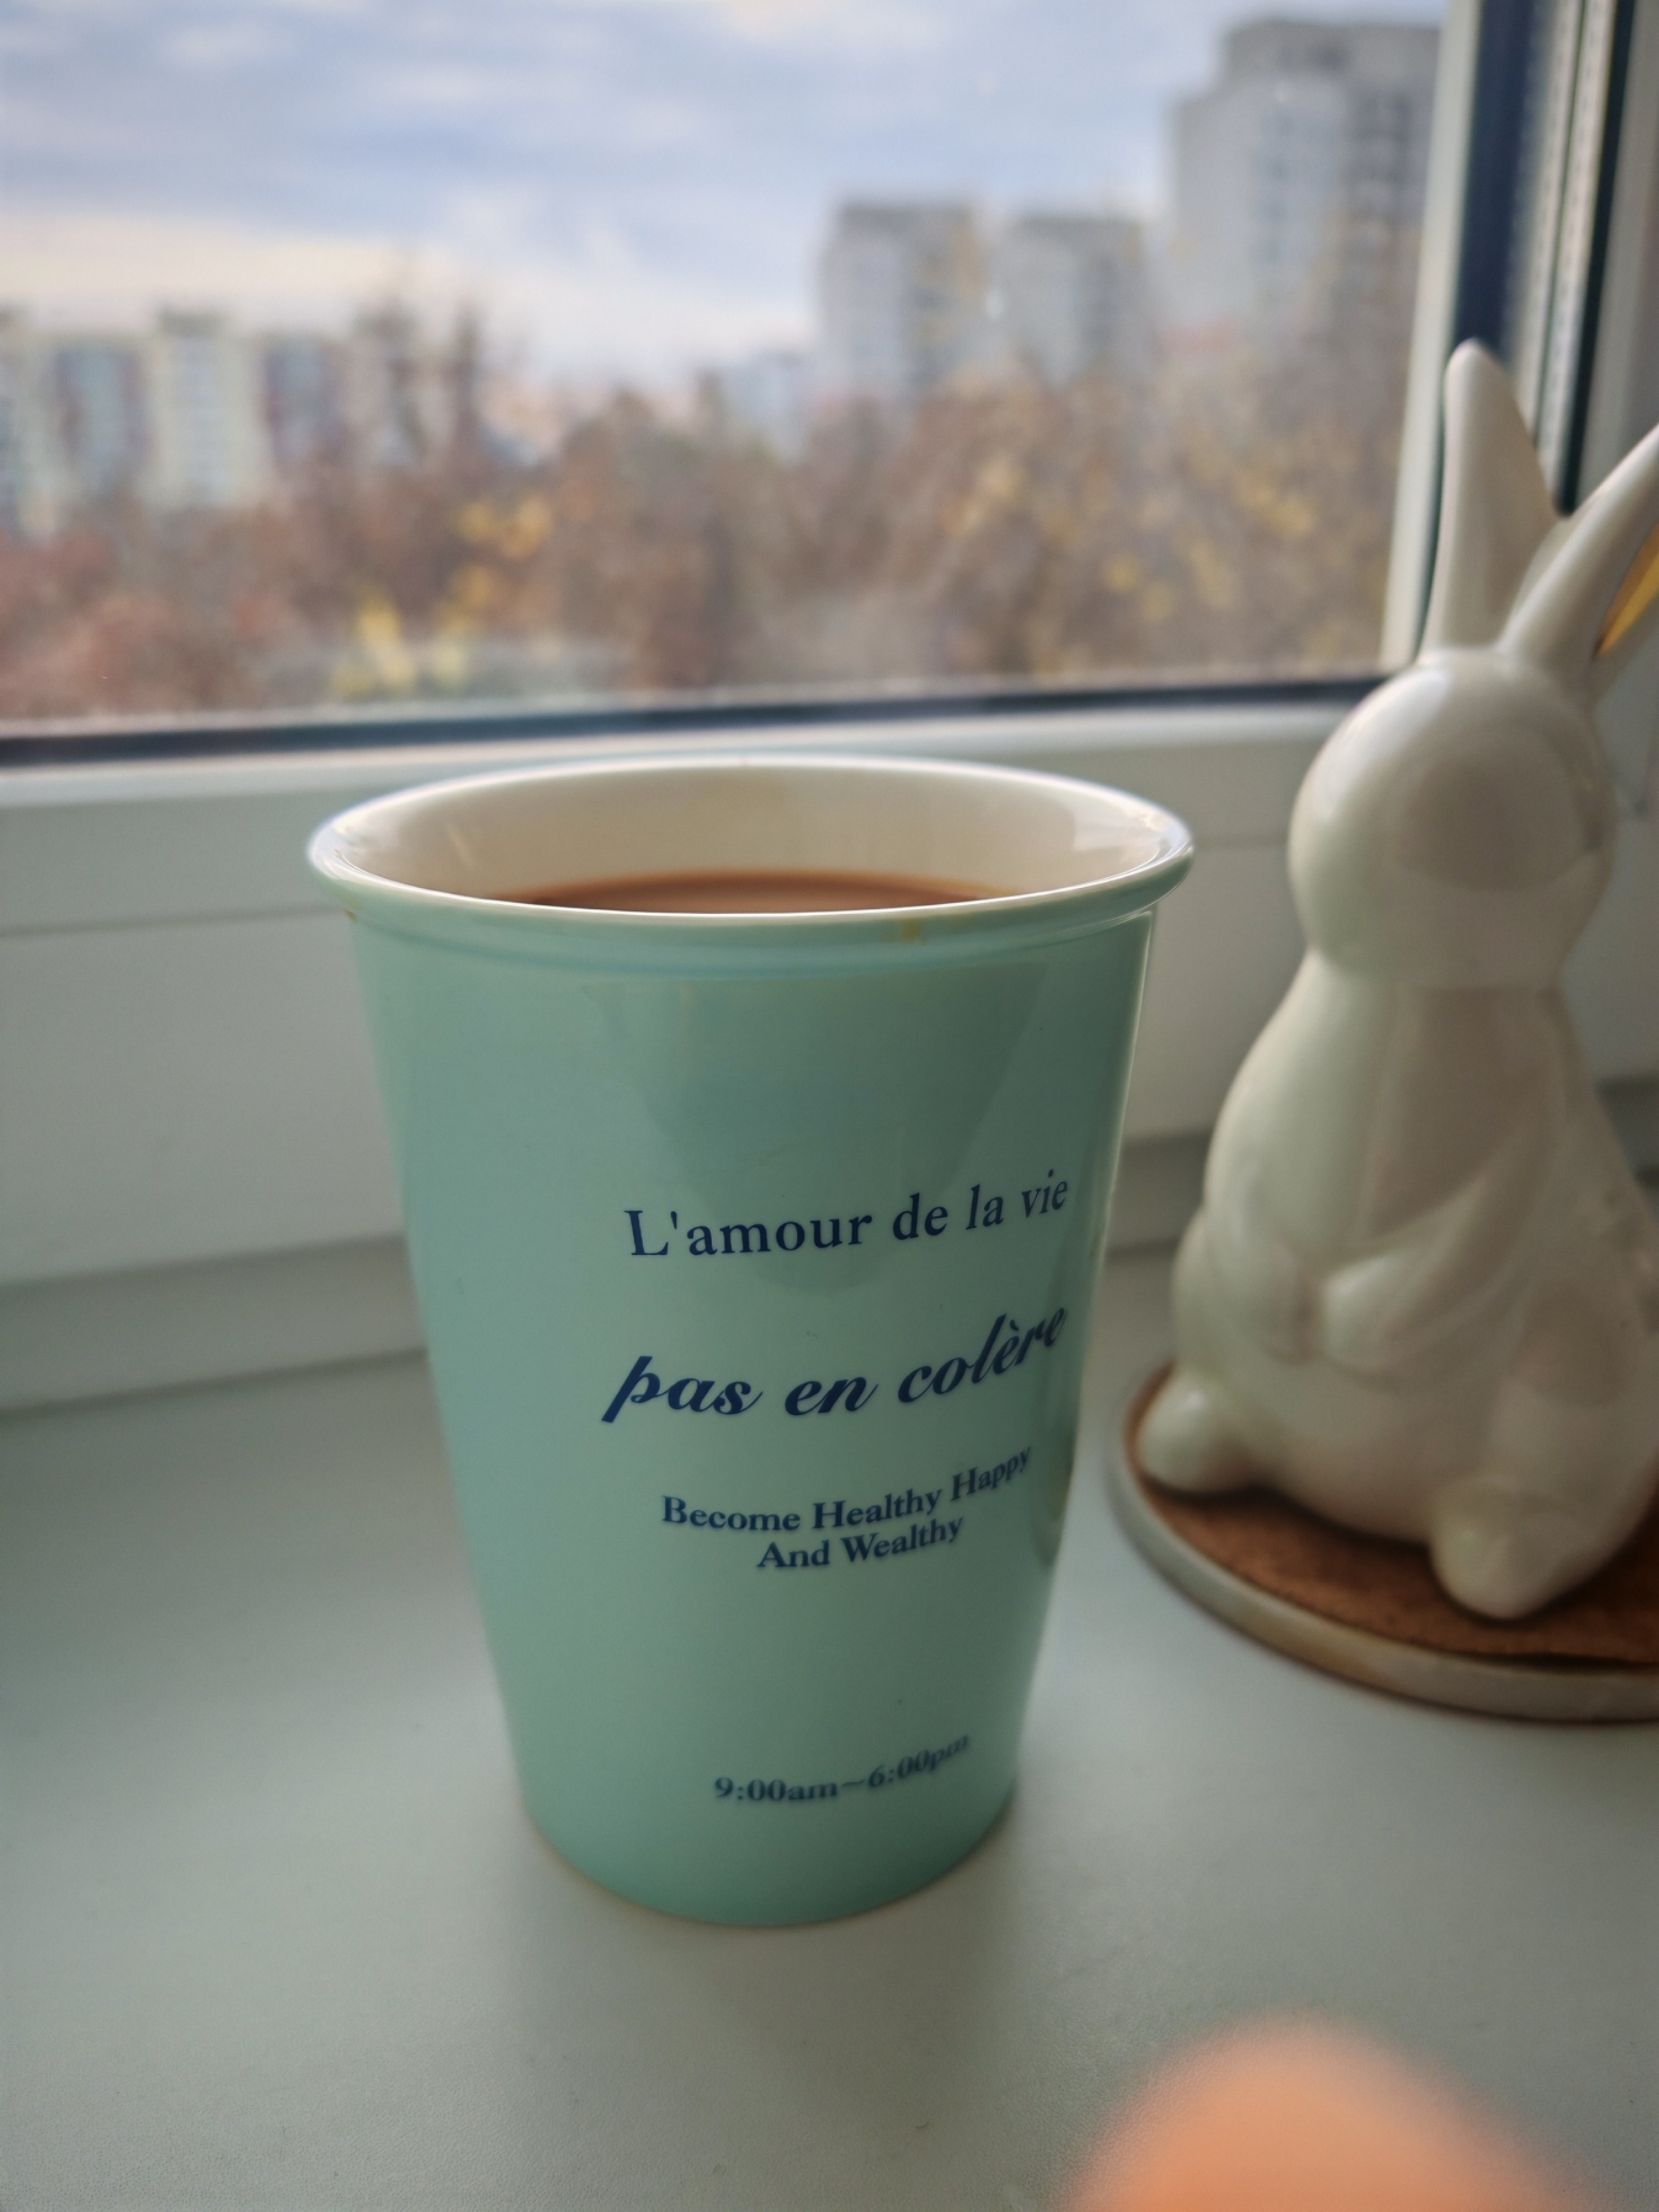 L'amour de la vie
pas en colère
Become Healthy Happy
And Wealthy
9:00am~6:00pm